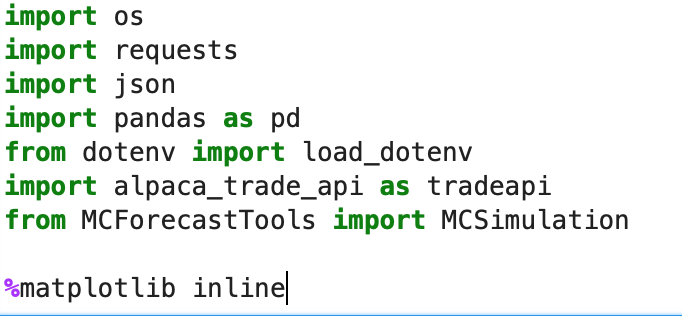 import os
import requests
import json
import pandas as pd
from dotenv import load_dotenv
import alpaca_trade_api as tradeapi
from MCForecastTools import MCSimulation
%matplotlib inline